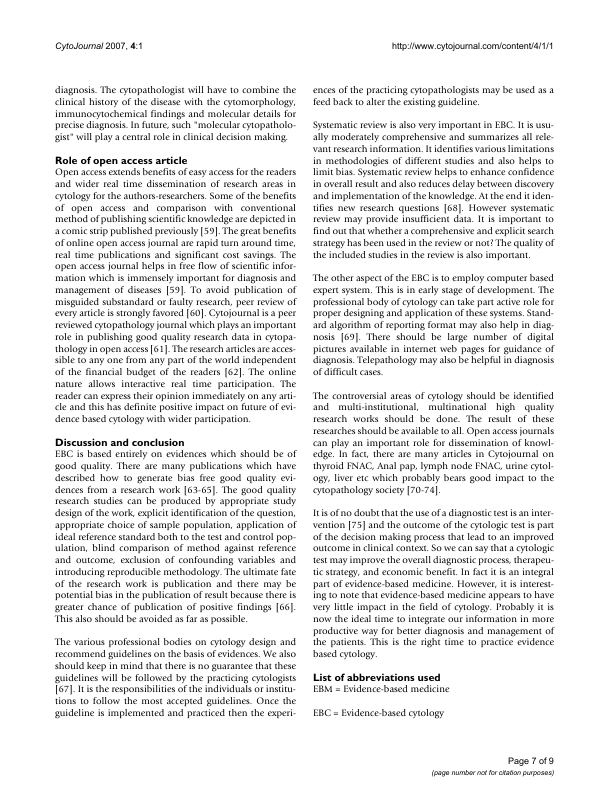 CytoJournal 2007, 4:1
http://www.cytojournal.com/content/4/1/1
diagnosis. The cytopathologist will have to combine the
clinical history of the disease with the cytomorphology,
immunocytochemical findings and molecular details for
precise diagnosis. In future, such "molecular cytopatholo-
gist" will play a central role in clinical decision making.
Role of open access article
Open access extends benefits of easy access for the readers
and wider real time dissemination of research areas in
cytology for the authors-researchers. Some of the benefits
of open access and comparison with conventional
method of publishing scientific knowledge are depicted in
a comic strip published previously [59]. The great benefits
of online open access journal are rapid turn around time,
real time publications and significant cost savings. The
open access journal helps in free flow of scientific infor-
mation which is immensely important for diagnosis and
management of diseases [59]. To avoid publication of
misguided substandard or faulty research, peer review of
every article is strongly favored [60]. Cytojournal is a peer
reviewed cytopathology journal which plays an important
role in publishing good quality research data in cytopa-
thology in open access [61]. The research articles are acces-
sible to any one from any part of the world independent
of the financial budget of the readers [62]. The online
nature allows interactive real time participation. The
reader can express their opinion immediately on any arti-
cle and this has definite positive impact on future of evi-
dence based cytology with wider participation.
Discussion and conclusion
EBC is based entirely on evidences which should be of
good quality. There are many publications which have
described how to generate bias free good quality evi-
dences from a research work [63-65]. The good quality
research studies can be produced by appropriate study
design of the work, explicit identification of the question,
appropriate choice of sample population, application of
ideal reference standard both to the test and control pop-
ulation, blind comparison of method against reference
and outcome, exclusion of confounding variables and
introducing reproducible methodology. The ultimate fate
of the research work is publication and there may be
potential bias in the publication of result because there is
greater chance of publication of positive findings [66].
This also should be avoided as far as possible.
The various professional bodies on cytology design and
recommend guidelines on the basis of evidences. We also
should keep in mind that there is no guarantee that these
guidelines will be followed by the practicing cytologists
[67]. It is the responsibilities of the individuals or institu-
tions to follow the most accepted guidelines. Once the
guideline is implemented and practiced then the experi-
ences of the practicing cytopathologists may be used as a
feed back to alter the existing guideline.
Systematic review is also very important in EBC. It is usu-
ally moderately comprehensive and summarizes all rele-
vant research information. It identifies various limitations
in methodologies of different studies and also helps to
limit bias. Systematic review helps to enhance confidence
in overall result and also reduces delay between discovery
and implementation of the knowledge. At the end it iden-
tifies new research questions [68]. However systematic
review may provide insufficient data. It is important to
find out that whether a comprehensive and explicit search
strategy has been used in the review or not? The quality of
the included studies in the review is also important.
The other aspect of the EBC is to employ computer based
expert system. This is in early stage of development. The
professional body of cytology can take part active role for
proper designing and application of these systems. Stand-
ard algorithm of reporting format may also help in diag-
nosis [69]. There should be large number of digital
pictures available in internet web pages for guidance of
diagnosis. Telepathology may also be helpful in diagnosis
of difficult cases.
The controversial areas of cytology should be identified
and multi-institutional, multinational high quality
research works should be done. The result of these
researches should be available to all. Open access journals
can play an important role for dissemination of knowl-
edge. In fact, there are many articles in Cytojournal on
thyroid FNAC, Anal pap, lymph node FNAC, urine cytol-
ogy, liver etc which probably bears good impact to the
cytopathology society [70-74].
It is of no doubt that the use of a diagnostic test is an inter-
vention [75] and the outcome of the cytologic test is part
of the decision making process that lead to an improved
outcome in clinical context. So we can say that a cytologic
test may improve the overall diagnostic process, therapeu-
tic strategy, and economic benefit. In fact it is an integral
part of evidence-based medicine. However, it is interest-
ing to note that evidence-based medicine appears to have
very little impact in the field of cytology. Probably it is
now the ideal time to integrate our information in more
productive way for better diagnosis and management of
the patients. This is the right time to practice evidence
based cytology.
List of abbreviations used
EBM = Evidence-based medicine
EBC = Evidence-based cytology
Page 7 of 9
(page number not for citation purposes)